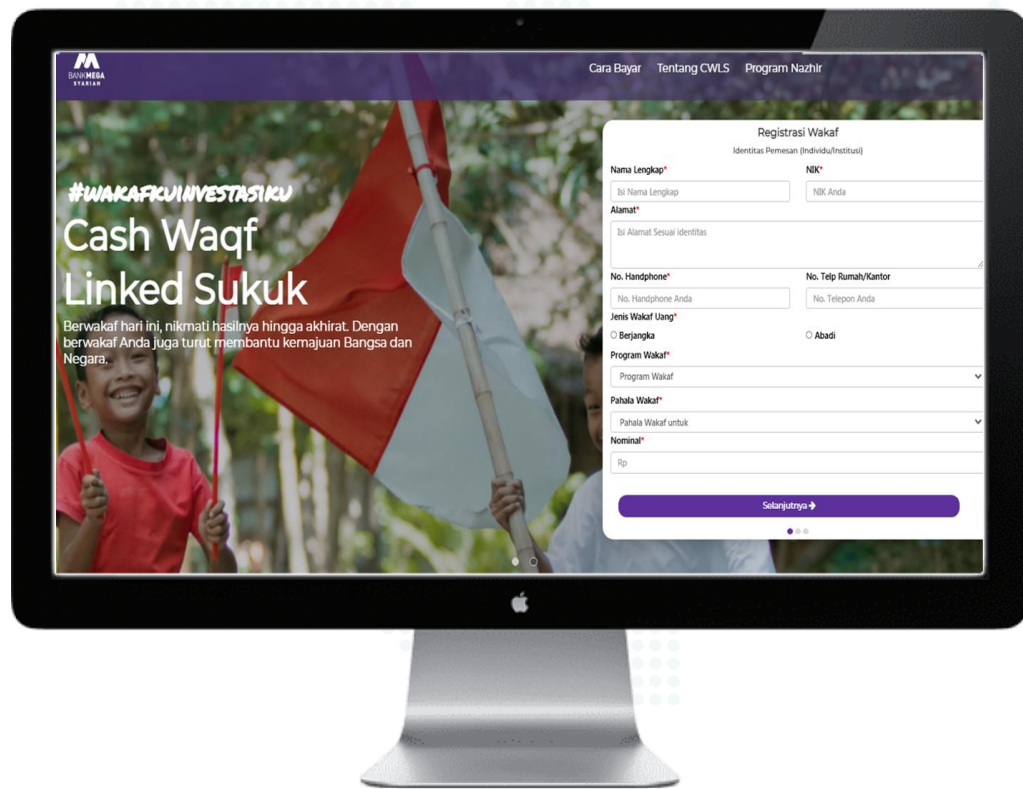 BANK MEGA
SYARIAH
Cara Bayar Tentang CWLS Program Nazhir
#WAKAFKUINVESTASIKU
Cash Waqf
Linked Sukuk
Berwakaf hari ini, nikmati hasilnya hingga akhirat. Dengan
berwakaf Anda juga turut membantu kemajuan Bangsa dan
Negara.
Registrasi Wakaf
Identitas Pemesan (Individu/Institusi)
Nama Lengkap* NIK*
Isi Nama Lengkap NIK Anda
Alamat*
Isi Alamat Sesuai identitas
No. Handphone* No. Telp Rumah/Kantor
No. Handphone Anda No. Telepon Anda
Jenis Wakaf Uang*
Berjangka Abadi
Program Wakaf*
Program Wakaf
Pahala Wakaf*
Pahala Wakaf untuk
Nominal*
Rp
Selanjutnya →